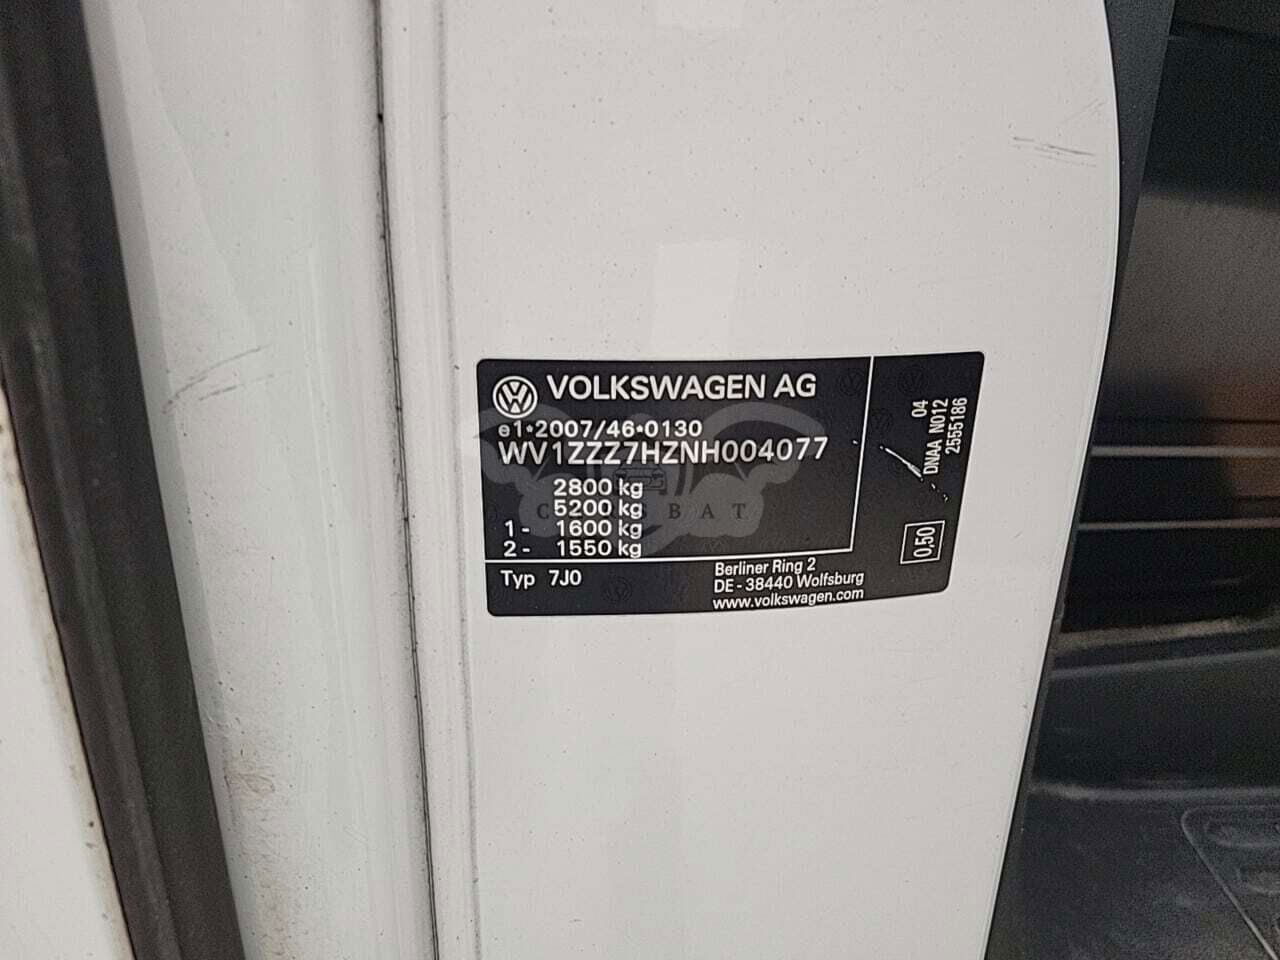 VOLKSWAGEN AG
e1*2007/46*0130
WV1ZZZ7HZNH004077
2800 kg
5200 kg
1 - 1600 kg
2 - 1550 kg
Typ 7J0
Berliner Ring 2
DE - 38440 Wolfsburg
www.volkswagen.com
04
DNAA N012
2555186
0,50